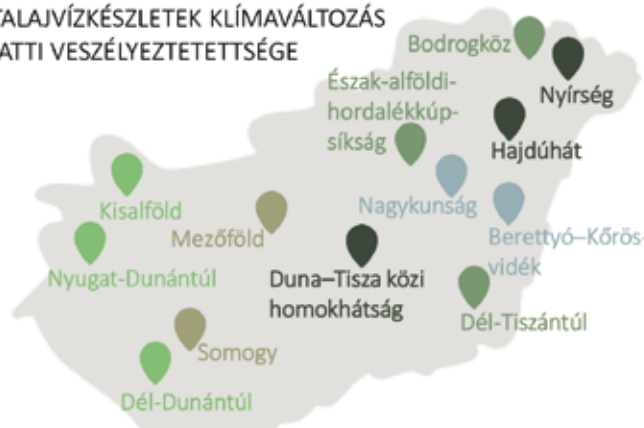 TALAJVÍZKÉSZLETEK KLÍMAVÁLTOZÁS
ATTI VESZÉLYEZTETETTSÉGE
Bodrogköz
Nyírség
Észak-alföldi-
hordalékkúp-
síkság
Hajdúhát
Kisalföld
Nagykunság
Mezőföld
Berettyó–Kőrös-
vidék
Nyugat-Dunántúl
Duna–Tisza közi
homokhátság
Dél-Tiszántúl
Somogy
Dél-Dunántúl